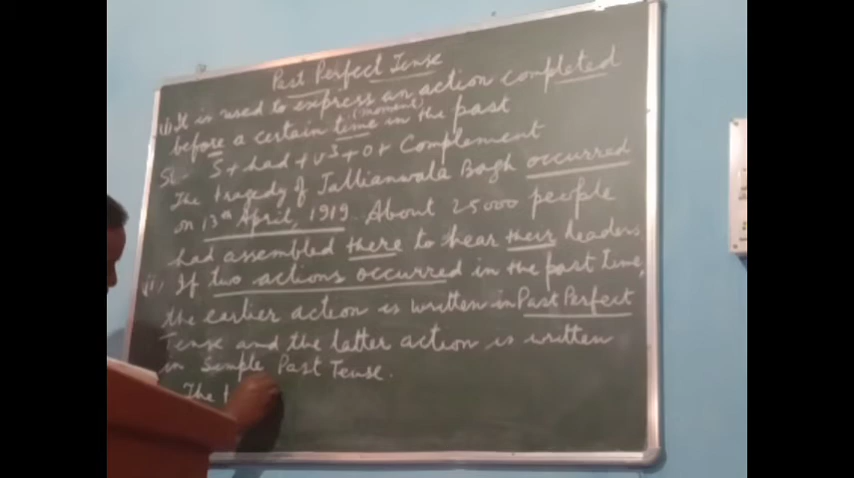 Past Perfect Tense
(i) It is used to express an action completed
(moment)
before a certain time in the past
St - S + had + V3 + O + Complement
The tragedy of Jallianwala Bagh occurred
on 13th April, 1919. About 25000 people
had assembled there to hear their leaders
(ii) If two actions occurred in the past time,
the earlier action is written in Past Perfect
Tense and the latter action is written
in Simple Past Tense.
The